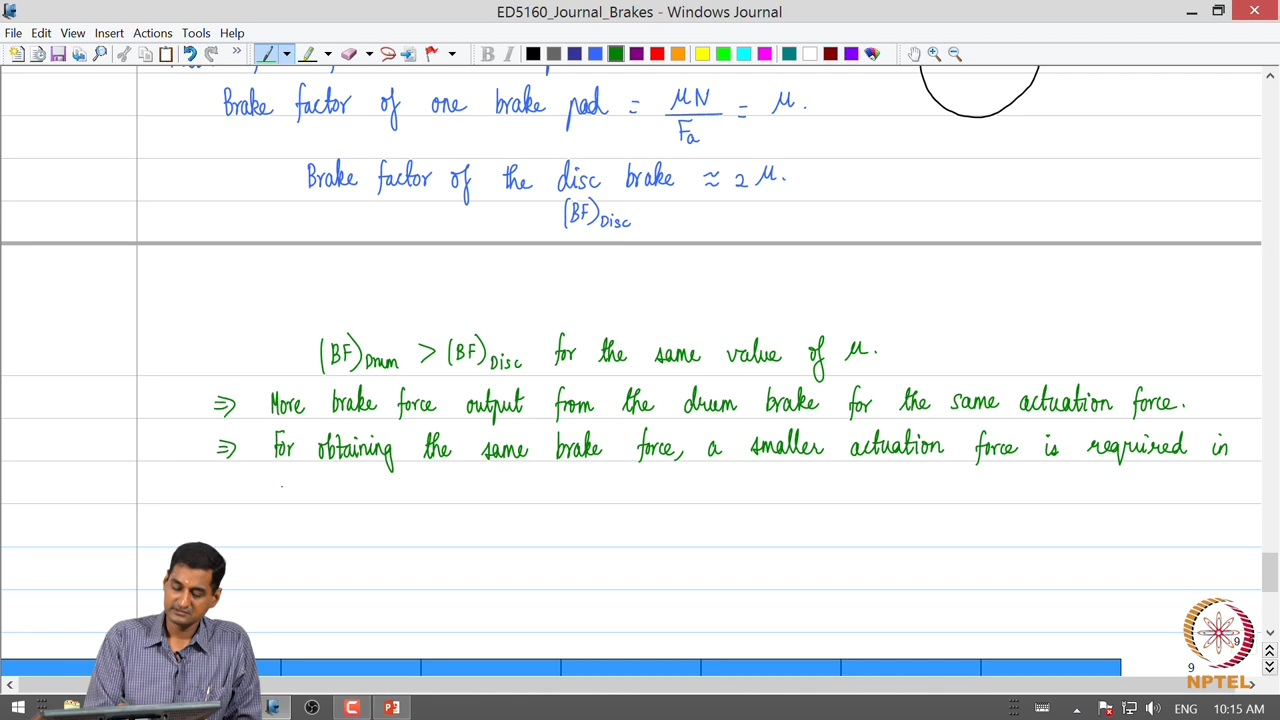 ED5160_Journal_Brakes - Windows Journal
File Edit View Insert Actions Tools Help
Brake factor of one brake pad = μN / Fa = μ.
Brake factor of the disc brake ≈ 2 μ.
(BF)Disc
(BF)Drum > (BF)Disc for the same value of μ.
⇒ More brake force output from the drum brake for the same actuation force.
⇒ For obtaining the same brake force, a smaller actuation force is required in
9
9
NPTEL
ENG 10:15 AM